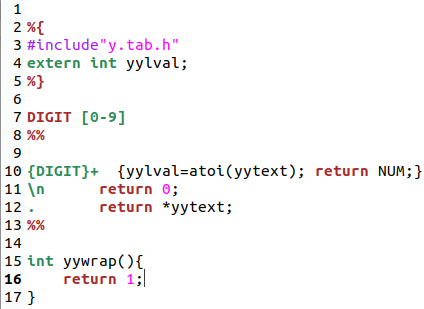 1
2 %{
3 #include"y.tab.h"
4 extern int yylval;
5 %}
6
7 DIGIT [0-9]
8 %%
9
10 {DIGIT}+  {yylval=atoi(yytext); return NUM;}
11 \n      return 0;
12 .       return *yytext;
13 %%
14
15 int yywrap(){
16     return 1;
17 }